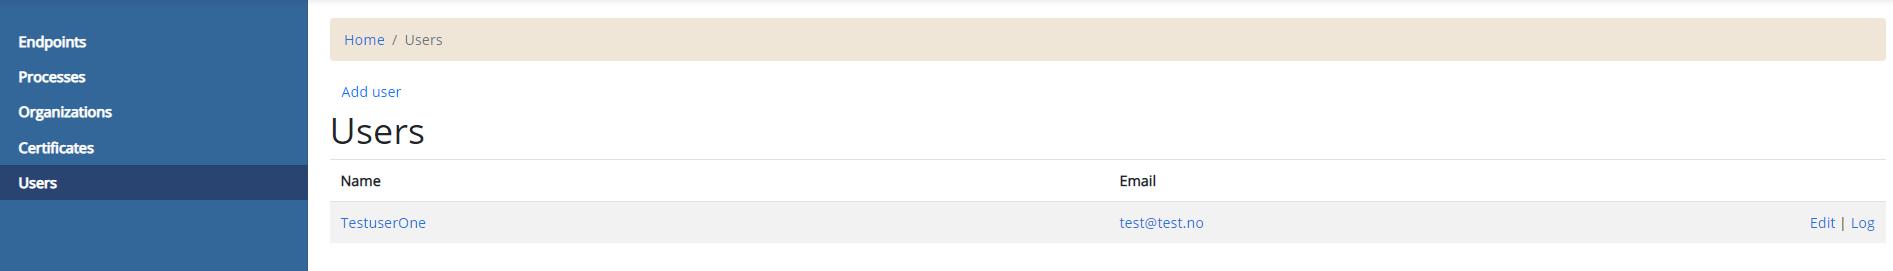 Endpoints
Processes
Organizations
Certificates
Users
Home / Users
Add user
Users
Name Email
TestuserOne test@test.no Edit | Log